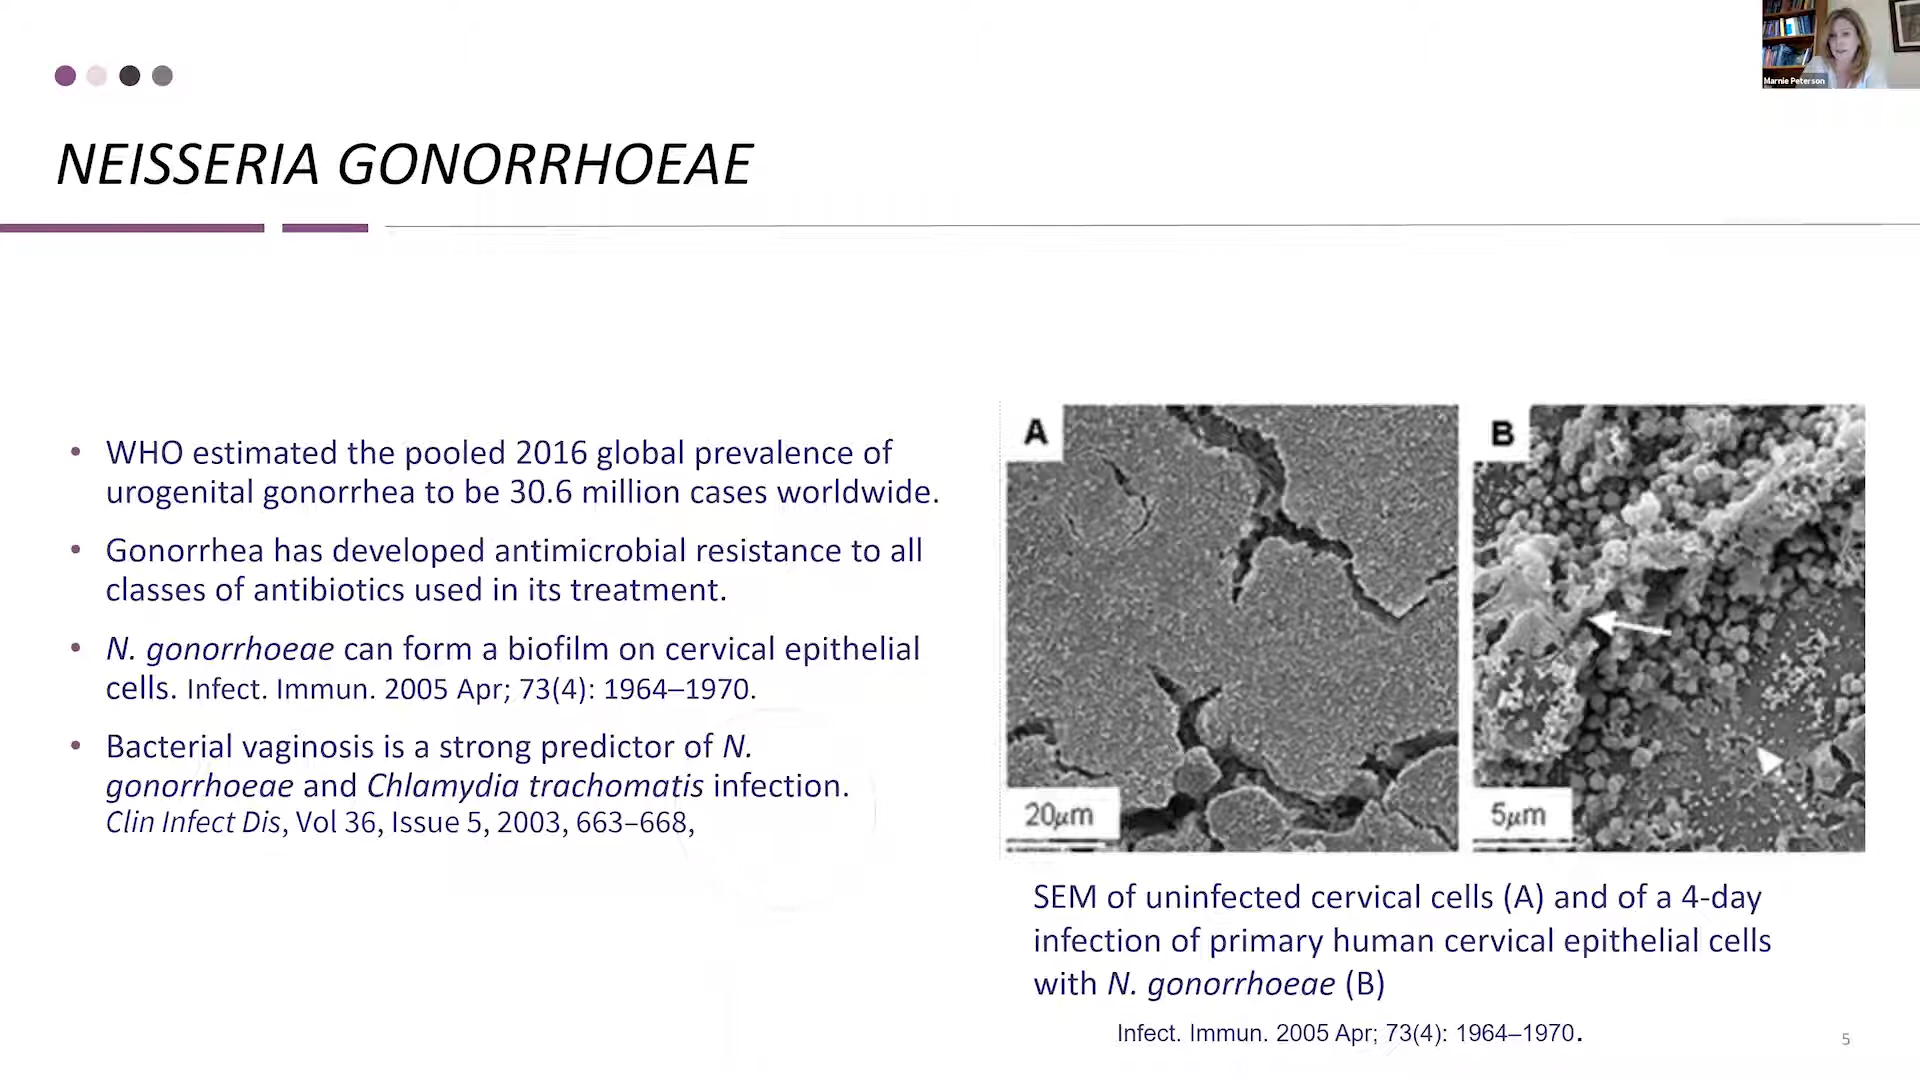 Marnie Peterson
NEISSERIA GONORRHOEAE
• WHO estimated the pooled 2016 global prevalence of
urogenital gonorrhea to be 30.6 million cases worldwide.
• Gonorrhea has developed antimicrobial resistance to all
classes of antibiotics used in its treatment.
• N. gonorrhoeae can form a biofilm on cervical epithelial
cells. Infect. Immun. 2005 Apr; 73(4): 1964–1970.
• Bacterial vaginosis is a strong predictor of N.
gonorrhoeae and Chlamydia trachomatis infection.
Clin Infect Dis, Vol 36, Issue 5, 2003, 663–668,
A
B
20μm
5μm
SEM of uninfected cervical cells (A) and of a 4-day
infection of primary human cervical epithelial cells
with N. gonorrhoeae (B)
Infect. Immun. 2005 Apr; 73(4): 1964–1970.
5